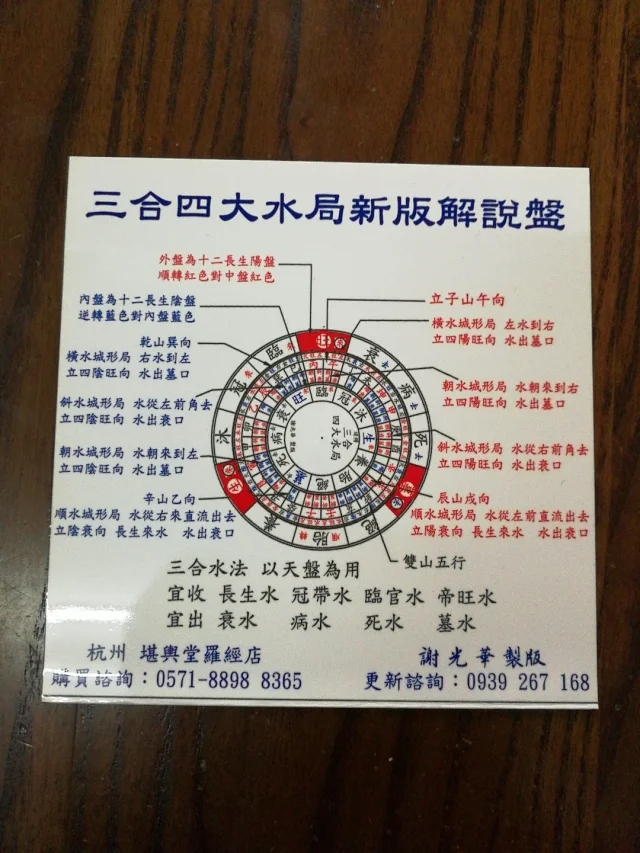 三合四大水局新版解說盤
外盤為十二長生陽盤
順轉紅色對中盤紅色
內盤為十二長生陰盤
逆轉藍色對內盤藍色
乾山巽向
橫水城形局 右水到左
立四陰旺向 水出墓口
斜水城形局 水從左前角去
立四陰旺向 水出衰口
朝水城形局 水朝來到左
立四陰旺向 水出墓口
辛山乙向
順水城形局 水從右來直流出去
立陰衰向 長生來水 水出衰口
立子山午向
橫水城形局 左水到右
立四陽旺向 水出墓口
朝水城形局 水朝來到右
立四陽旺向 水出墓口
斜水城形局 水從右前角去
立四陽旺向 水出衰口
辰山戌向
順水城形局 水從左前直流出去
立陽衰向 長生來水 水出衰口
雙山五行
臨
衰
病
死
絕
胎
養
沐
冠
三合
四大水局
三合水法 以天盤為用
宜收 長生水 冠帶水 臨官水 帝旺水
宜出 衰水 病水 死水 墓水
杭州 堪輿堂羅經店
購買諮詢:0571-8898 8365
謝光華製版
更新諮詢:0939 267 168